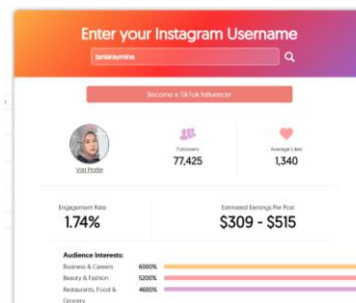 Enter your Instagram Username
taniaraymina
Become a TikTok Influencer
Visit Profile
Followers
77,425
Average Likes
1,340
Engagement Rate
1.74%
Estimated Earnings Per Post
$309 - $515
Audience Interests:
Business & Careers 6000%
Beauty & Fashion 5200%
Restaurants, Food & 4600%
Grocery